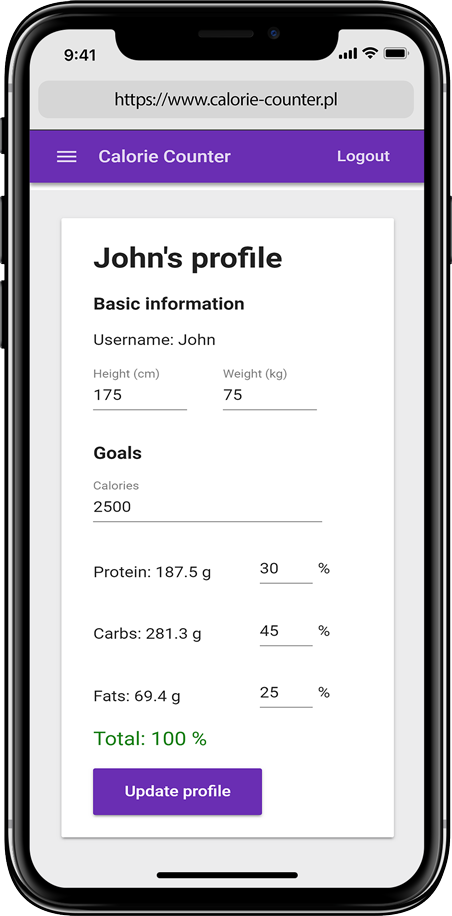 9:41
https://www.calorie-counter.pl
Calorie Counter Logout
John's profile
Basic information
Username: John
Height (cm) Weight (kg)
175 75
Goals
Calories
2500
Protein: 187.5 g 30 %
Carbs: 281.3 g 45 %
Fats: 69.4 g 25 %
Total: 100 %
Update profile